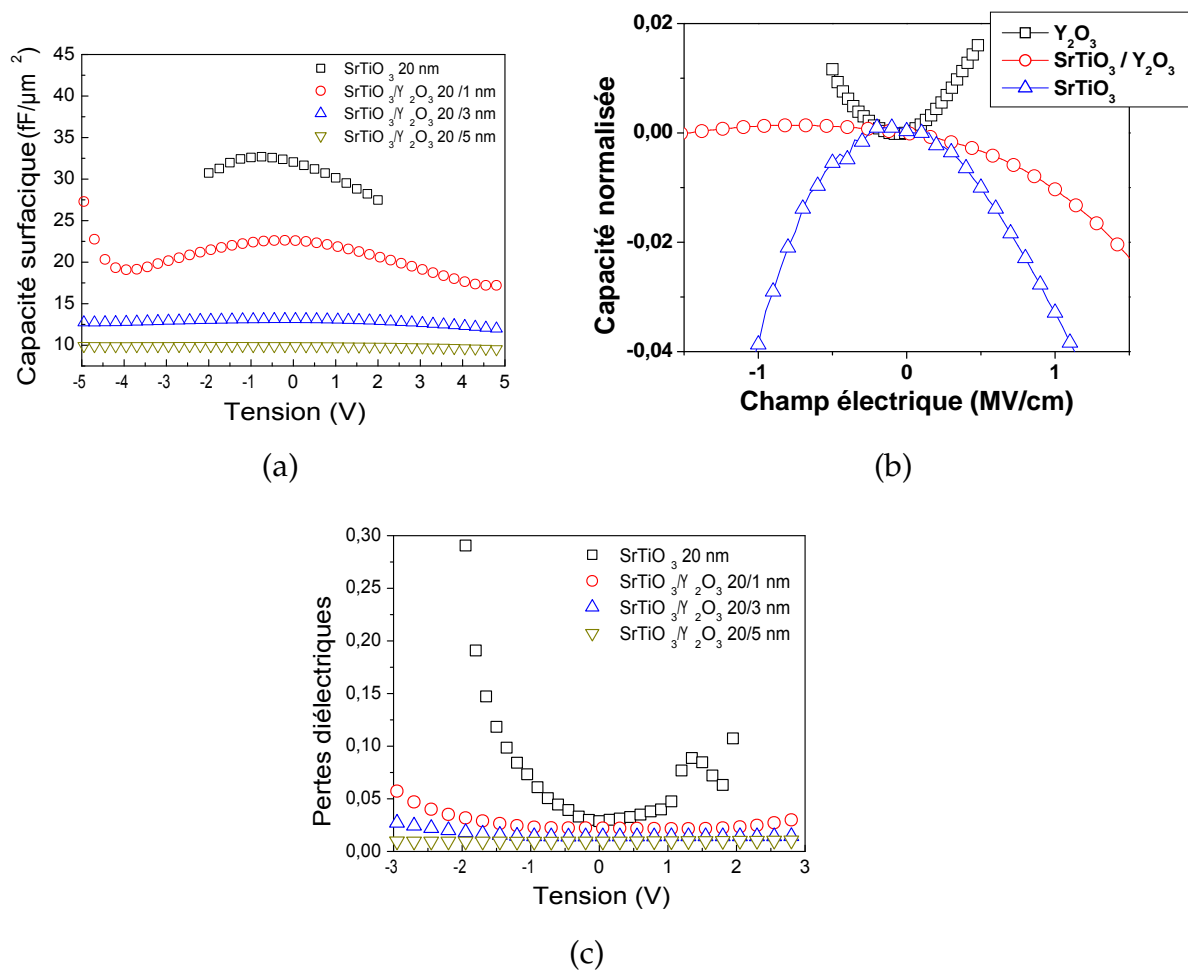 Capacité surfacique (fF/µm²)
45
40
35
30
25
20
15
10
SrTiO₃ 20 nm
SrTiO₃/Y₂O₃ 20 /1 nm
SrTiO₃/Y₂O₃ 20 /3 nm
SrTiO₃/Y₂O₃ 20 /5 nm
-5 -4 -3 -2 -1 0 1 2 3 4 5
Tension (V)
(a)
Capacité normalisée
0,02
0,00
-0,02
-0,04
Y₂O₃
SrTiO₃ / Y₂O₃
SrTiO₃
-1 0 1
Champ électrique (MV/cm)
(b)
Pertes diélectriques
0,30
0,25
0,20
0,15
0,10
0,05
0,00
SrTiO₃ 20 nm
SrTiO₃/Y₂O₃ 20/1 nm
SrTiO₃/Y₂O₃ 20/3 nm
SrTiO₃/Y₂O₃ 20/5 nm
-3 -2 -1 0 1 2 3
Tension (V)
(c)